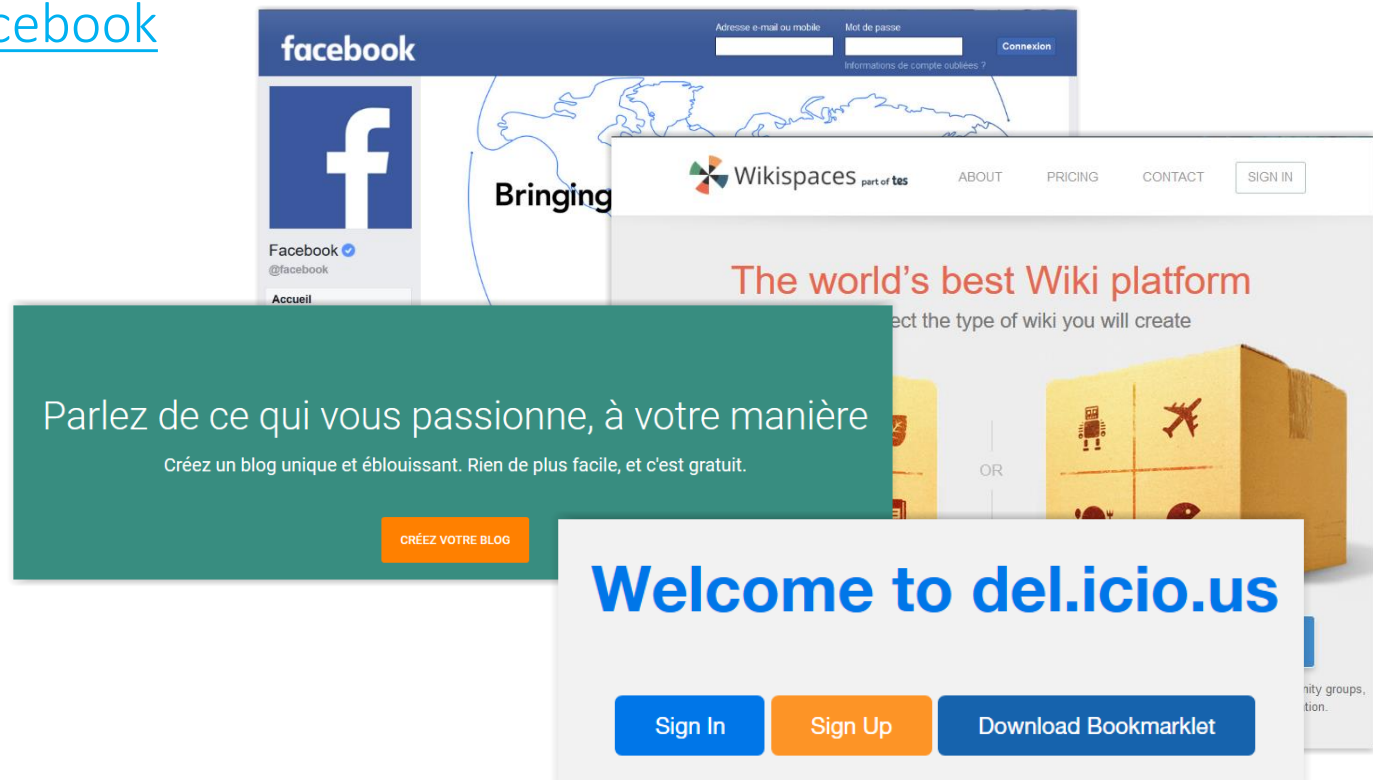 cebook
facebook
Adresse e-mail ou mobile
Mot de passe
Connexion
Informations de compte oubliées ?
Bringing
Facebook
@facebook
Accueil
Wikispaces part of tes
ABOUT
PRICING
CONTACT
SIGN IN
The world's best Wiki platform
ect the type of wiki you will create
OR
nity groups,
tion.
Parlez de ce qui vous passionne, à votre manière
Créez un blog unique et éblouissant. Rien de plus facile, et c'est gratuit.
CRÉEZ VOTRE BLOG
Welcome to del.icio.us
Sign In
Sign Up
Download Bookmarklet